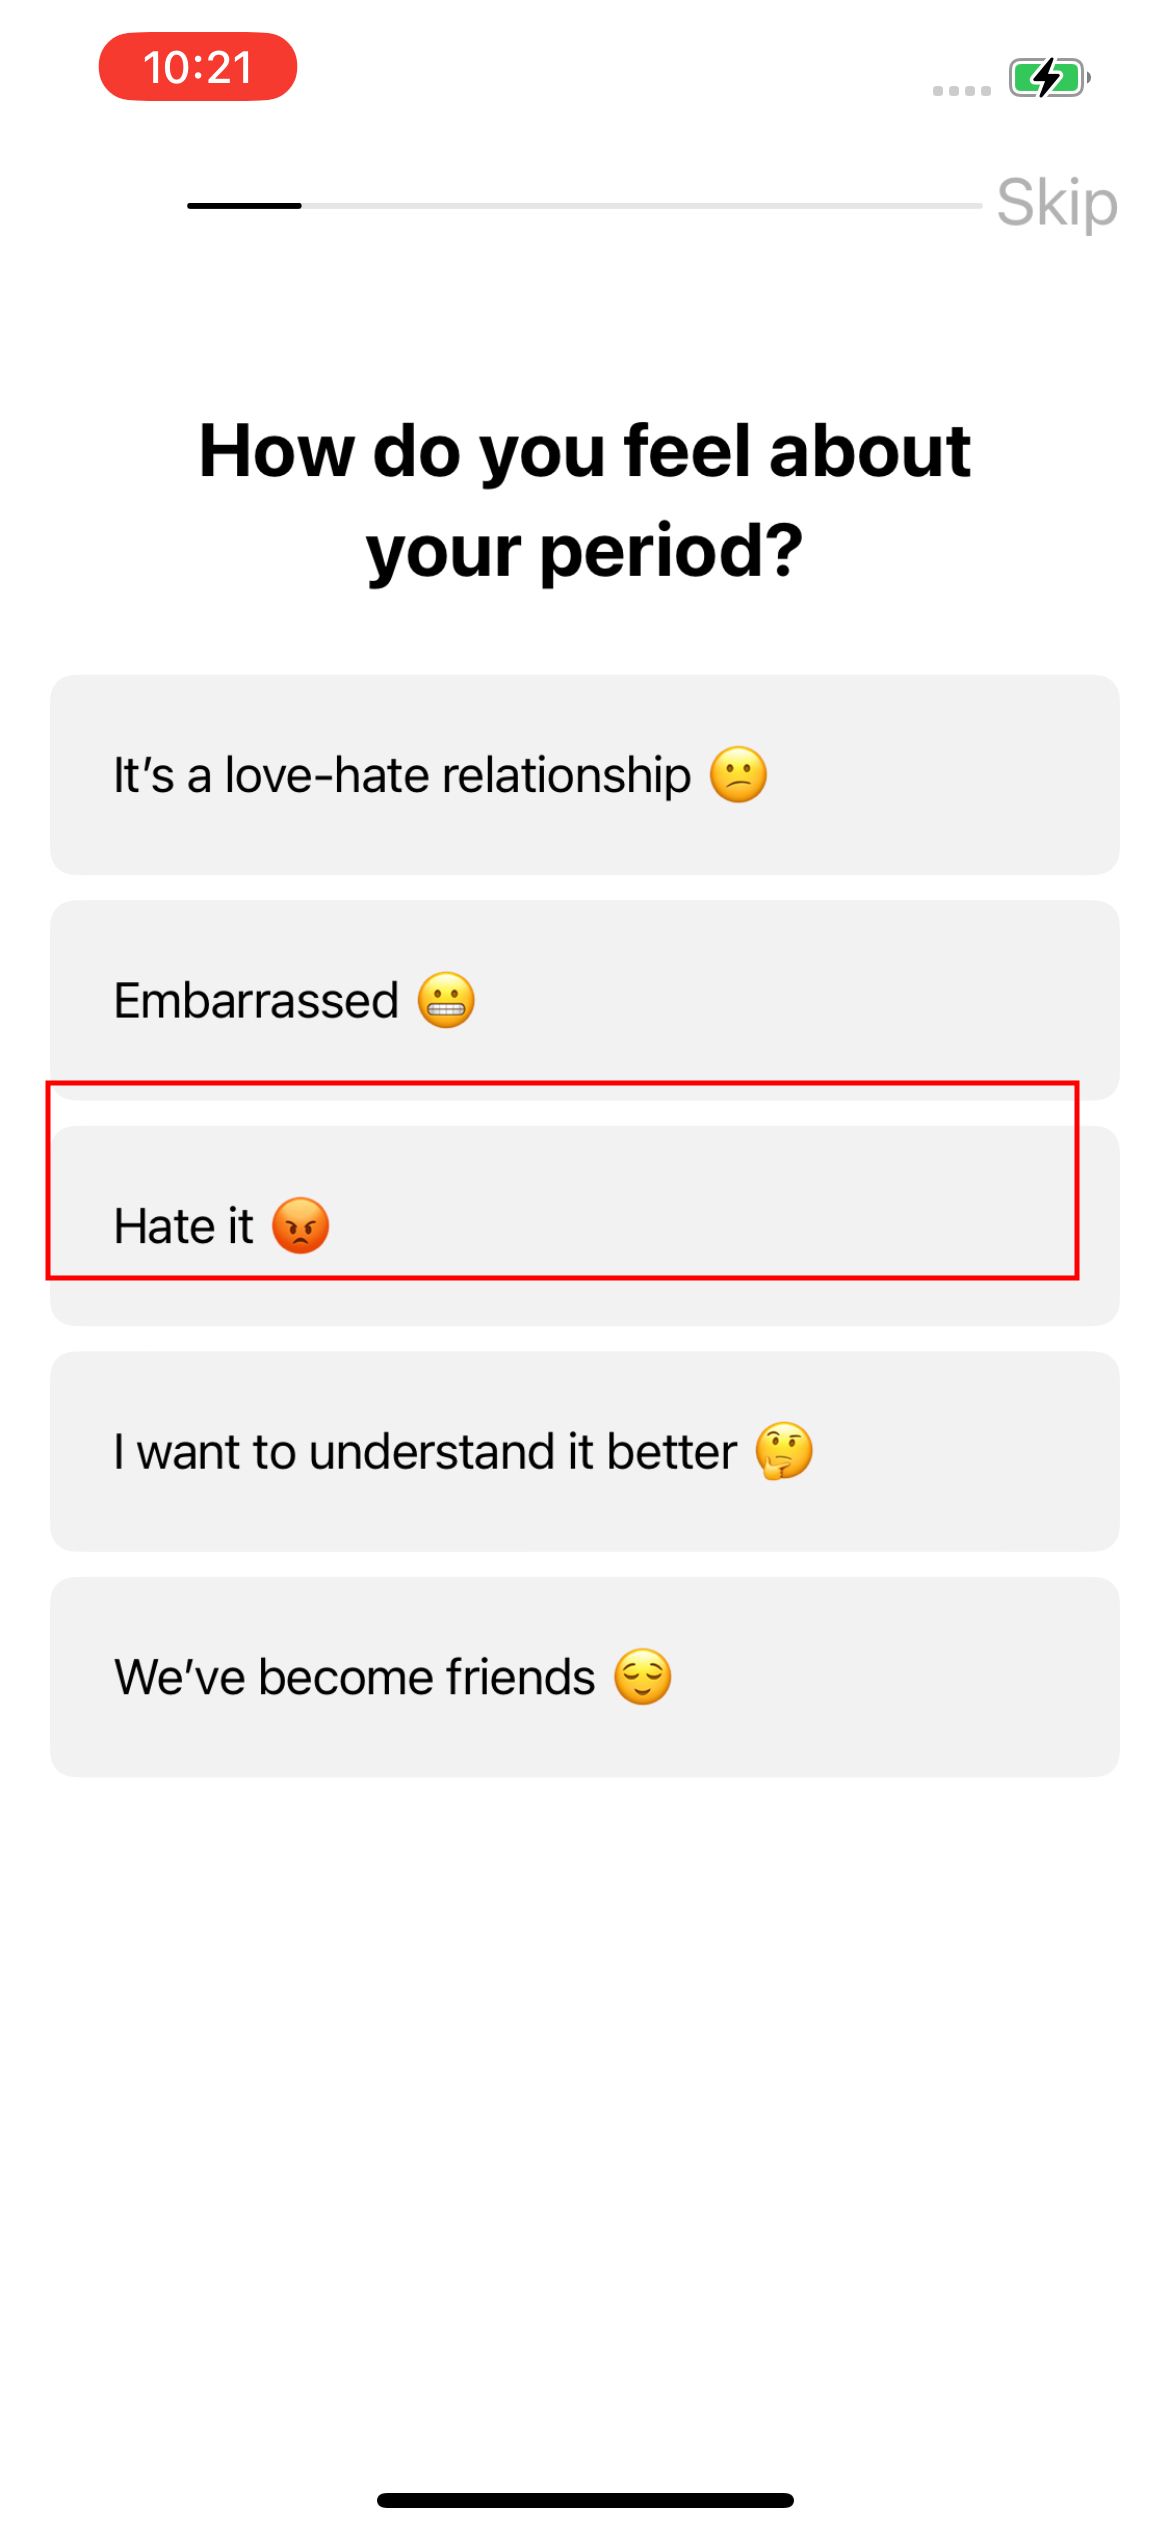 10:21
Skip
How do you feel about
your period?
It’s a love-hate relationship 😕
Embarrassed 😬
Hate it 😡
I want to understand it better 🤔
We’ve become friends 😌